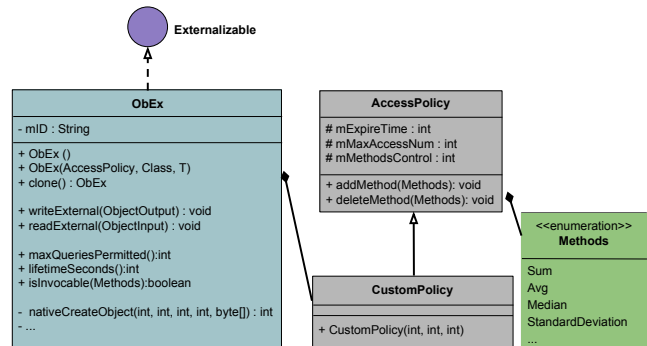 Externalizable
ObEx
- mID : String
+ ObEx ()
+ ObEx(AccessPolicy, Class, T)
+ clone() : ObEx
+ writeExternal(ObjectOutput) : void
+ readExternal(ObjectInput) : void
+ maxQueriesPermitted():int
+ lifetimeSeconds():int
+ isInvocable(Methods):boolean
- nativeCreateObject(int, int, int, int, byte[]) : int
- ...
AccessPolicy
# mExpireTime : int
# mMaxAccessNum : int
# mMethodsControl : int
+ addMethod(Methods): void
+ deleteMethod(Methods): void
CustomPolicy
+ CustomPolicy(int, int, int)
<<enumeration>>
Methods
Sum
Avg
Median
StandardDeviation
...